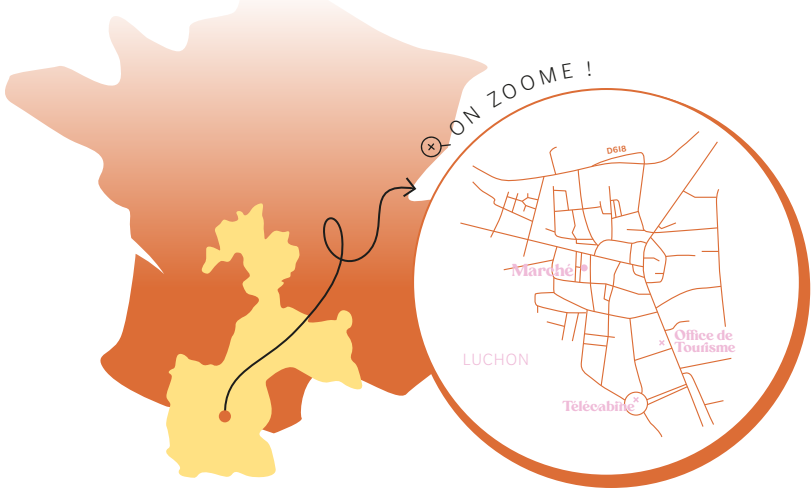 ON ZOOME !
D618
Marché
Office de
Tourisme
LUCHON
Télécabine